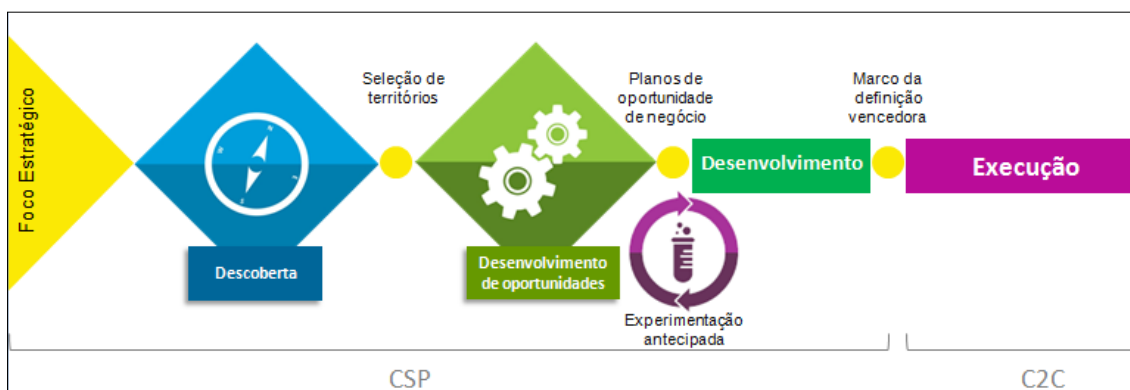 Foco Estratégico
Descoberta
Seleção de
territórios
Desenvolvimento
de oportunidades
Planos de
oportunidade
de negócio
Experimentação
antecipada
Desenvolvimento
Marco da
definição
vencedora
Execução
CSP
C2C